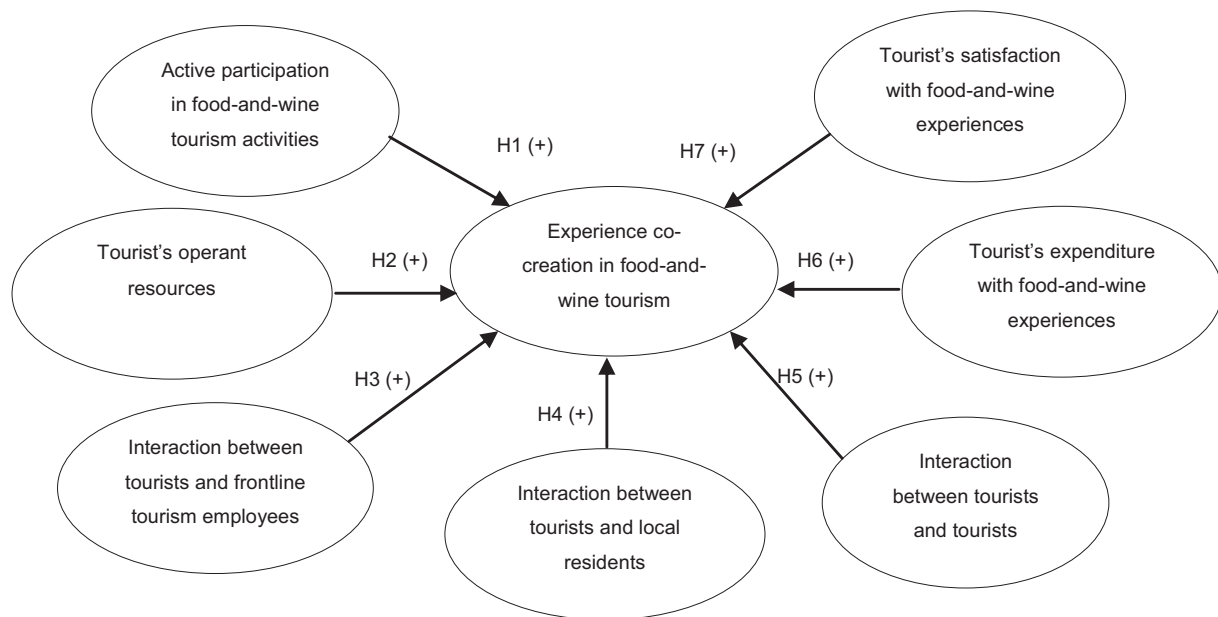 Active participation
in food-and-wine
tourism activities
H1 (+)
H7 (+)
Tourist’s satisfaction
with food-and-wine
experiences
Tourist’s operant
resources
H2 (+)
Experience co-
creation in food-and-
wine tourism
H6 (+)
Tourist’s expenditure
with food-and-wine
experiences
H3 (+)
H4 (+)
H5 (+)
Interaction between
tourists and frontline
tourism employees
Interaction between
tourists and local
residents
Interaction
between tourists
and tourists